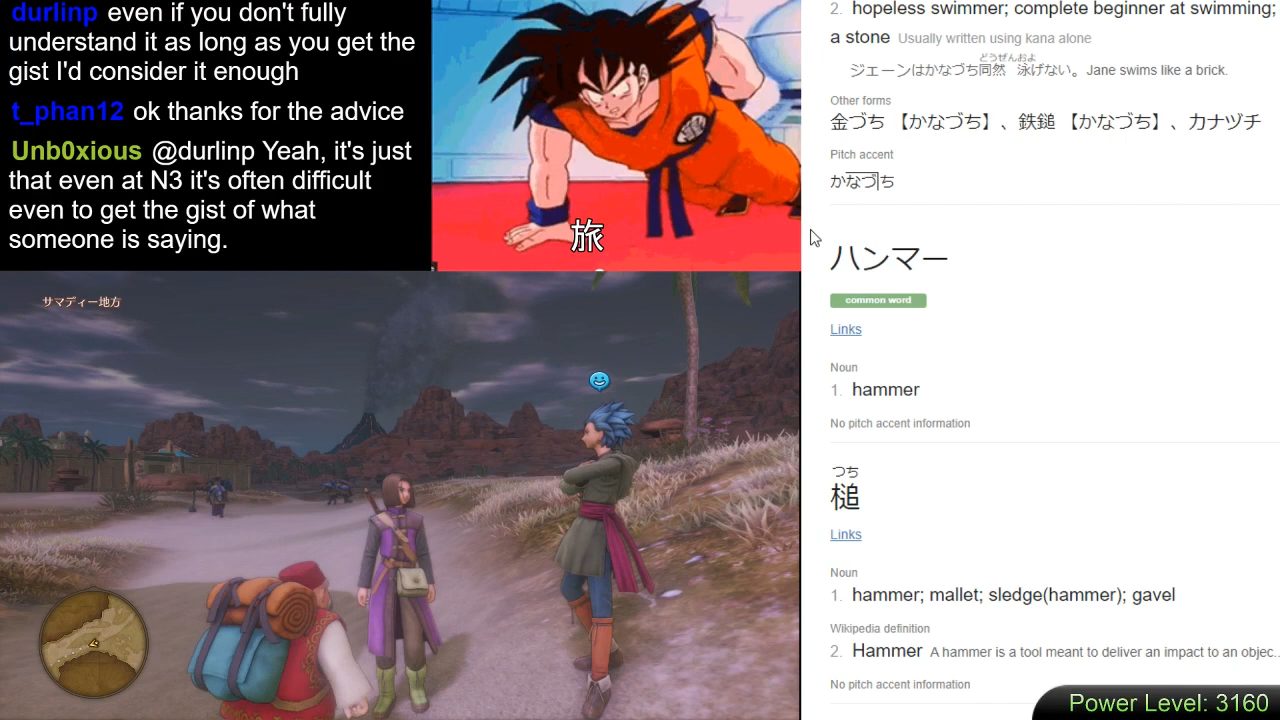 durlinp even if you don't fully
understand it as long as you get the
gist I'd consider it enough
t_phan12 ok thanks for the advice
Unb0xious @durlinp Yeah, it's just
that even at N3 it's often difficult
even to get the gist of what
someone is saying.
旅
サマディー地方
2. hopeless swimmer; complete beginner at swimming;
a stone Usually written using kana alone
どうぜんおよ
ジェーンはかなづち同然 泳げない。Jane swims like a brick.
Other forms
金づち 【かなづち】、鉄鎚 【かなづち】、カナヅチ
Pitch accent
かなづち
ハンマー
common word
Links
Noun
1. hammer
No pitch accent information
つち
槌
Links
Noun
1. hammer; mallet; sledge(hammer); gavel
Wikipedia definition
2. Hammer A hammer is a tool meant to deliver an impact to an objec...
No pitch accent information
Power Level: 3160